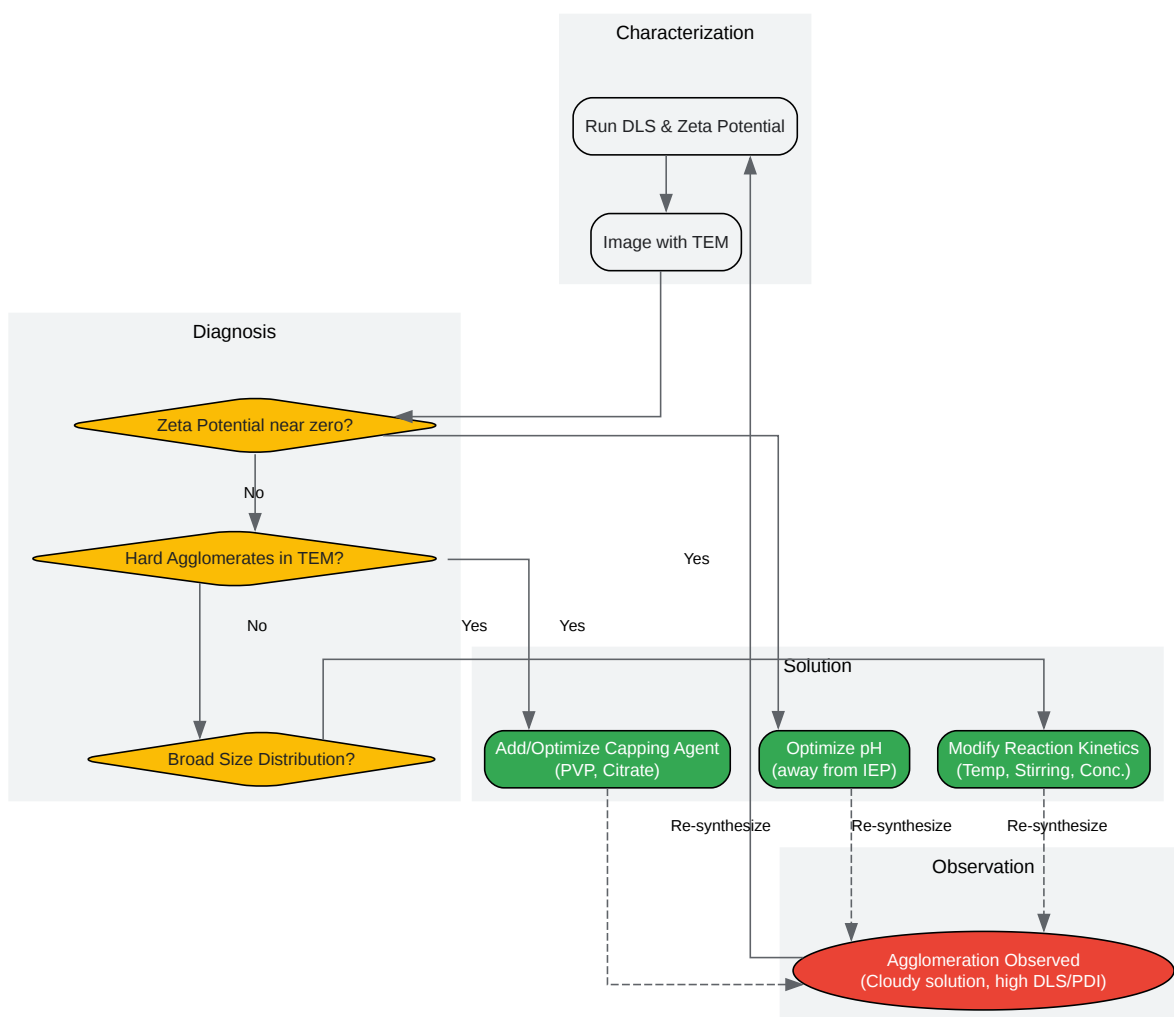 Characterization
Run DLS & Zeta Potential
Image with TEM
Diagnosis
Zeta Potential near zero?
No
Hard Agglomerates in TEM?
Yes
No
Yes
Yes
Solution
Broad Size Distribution?
Add/Optimize Capping Agent
(PVP, Citrate)
Optimize pH
(away from IEP)
Modify Reaction Kinetics
(Temp, Stirring, Conc.)
Re-synthesize
Re-synthesize
Re-synthesize
Observation
Agglomeration Observed
(Cloudy solution, high DLS/PDI)